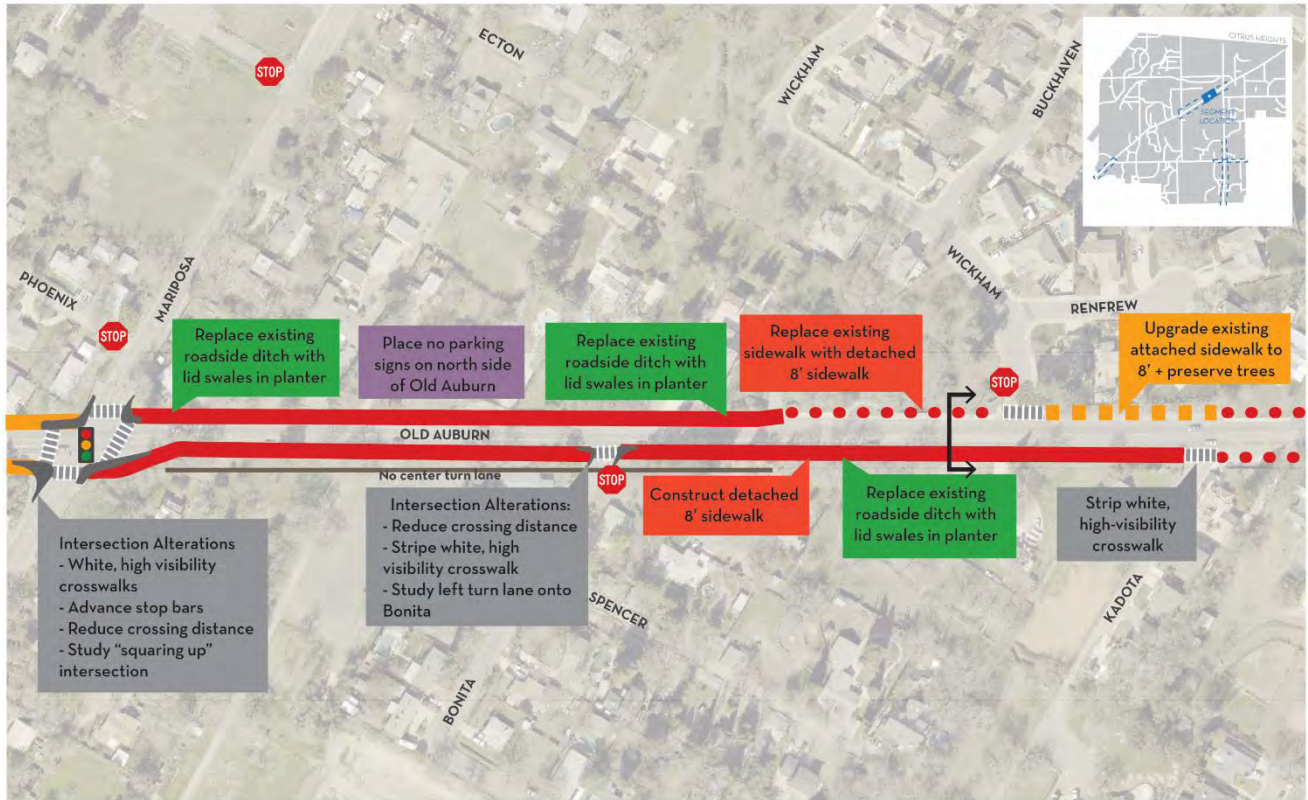 CITRUS HEIGHTS
SEGMENT
LOCATION
ECTON
WICKHAM
BUCKHAVEN
STOP
PHOENIX
MARIPOSA
STOP
WICKHAM
RENFREW
Replace existing
roadside ditch with
lid swales in planter
Place no parking
signs on north side
of Old Auburn
Replace existing
roadside ditch with
lid swales in planter
Replace existing
sidewalk with detached
8' sidewalk
STOP
Upgrade existing
attached sidewalk to
8' + preserve trees
OLD AUBURN
No center turn lane
STOP
Intersection Alterations
- White, high visibility
crosswalks
- Advance stop bars
- Reduce crossing distance
- Study "squaring up"
intersection
Intersection Alterations:
- Reduce crossing distance
- Stripe white, high
visibility crosswalk
- Study left turn lane onto
Bonita
Construct detached
8' sidewalk
Replace existing
roadside ditch with
lid swales in planter
Strip white,
high-visibility
crosswalk
SPENCER
BONITA
KADOTA